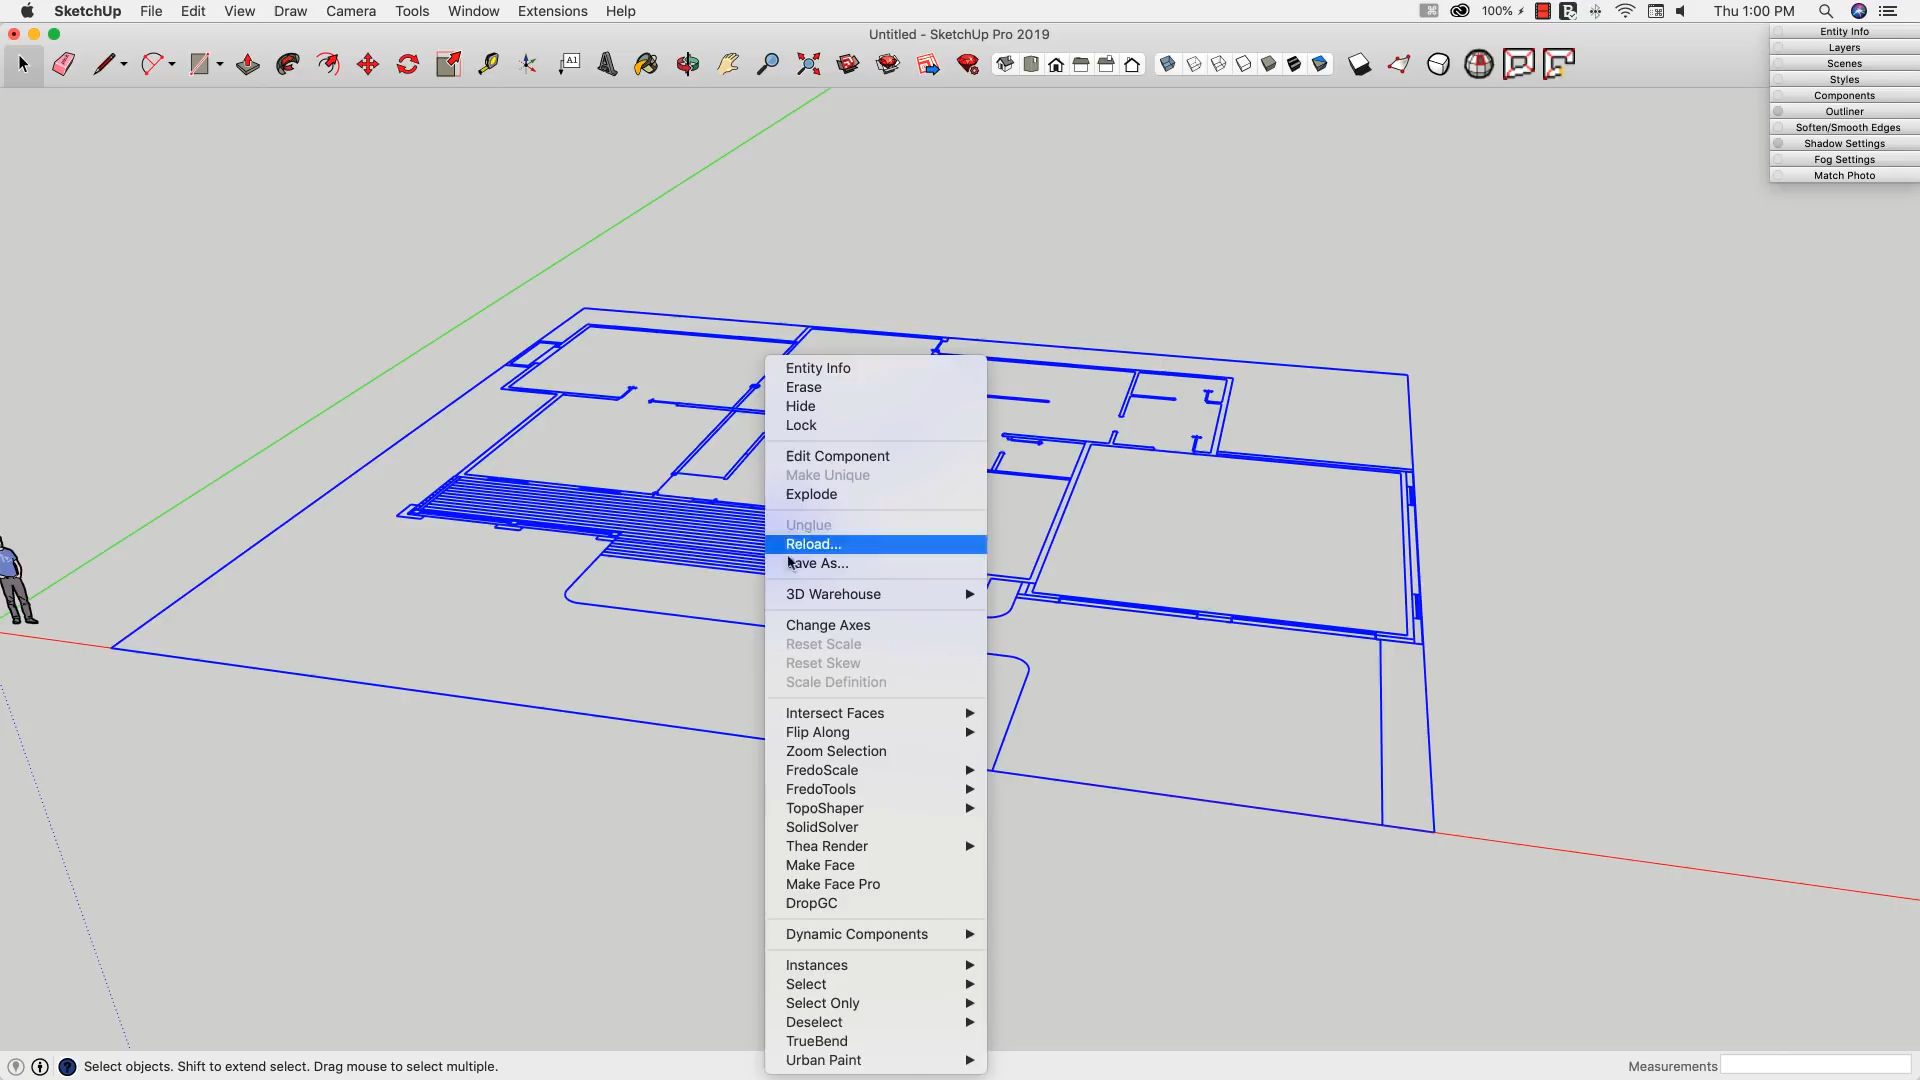 SketchUp File Edit View Draw Camera Tools Window Extensions Help 100% Thu 1:00 PM
Untitled - SketchUp Pro 2019
A1
Entity Info
Layers
Scenes
Styles
Components
Outliner
Soften/Smooth Edges
Shadow Settings
Fog Settings
Match Photo
Entity Info
Erase
Hide
Lock
Edit Component
Make Unique
Explode
Unglue
Reload...
ave As...
3D Warehouse
Change Axes
Reset Scale
Reset Skew
Scale Definition
Intersect Faces
Flip Along
Zoom Selection
FredoScale
FredoTools
TopoShaper
SolidSolver
Thea Render
Make Face
Make Face Pro
DropGC
Dynamic Components
Instances
Select
Select Only
Deselect
TrueBend
Urban Paint
Select objects. Shift to extend select. Drag mouse to select multiple. Measurements